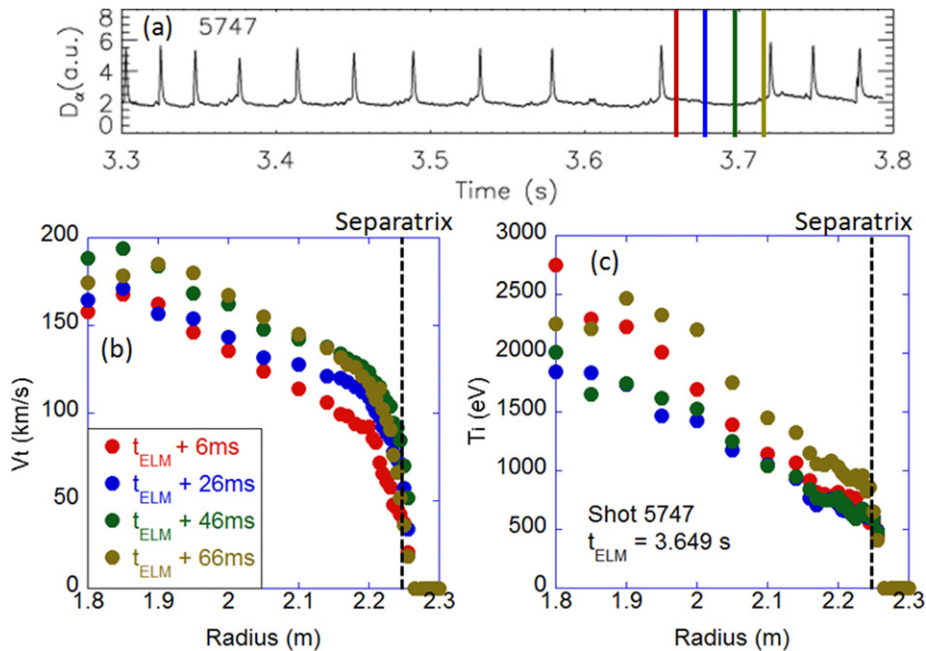 (a) 5747
Dα(a.u.)
8
6
4
2
0
3.3 3.4 3.5 3.6 3.7 3.8
Time (s)
Separatrix
200
150
100
50
0
Vt (km/s)
(b)
tELM + 6ms
tELM + 26ms
tELM + 46ms
tELM + 66ms
1.8 1.9 2 2.1 2.2 2.3
Radius (m)
Separatrix
3000
2500
2000
1500
1000
500
0
Ti (eV)
(c)
Shot 5747
tELM = 3.649 s
1.8 1.9 2 2.1 2.2 2.3
Radius (m)